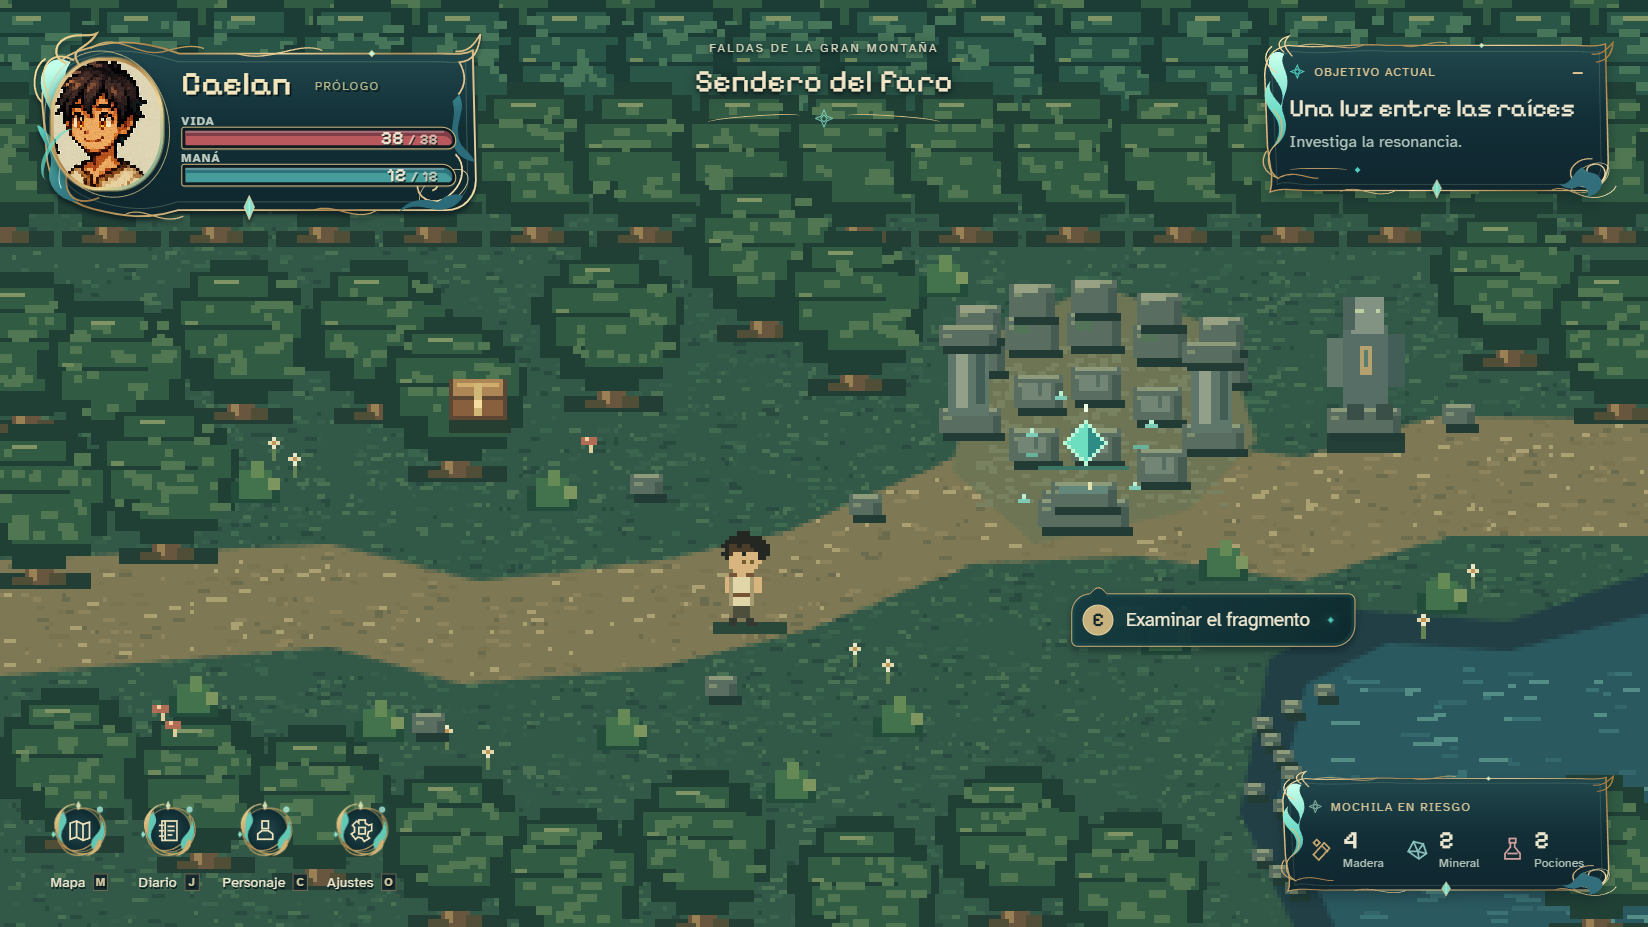 FALDAS DE LA GRAN MONTAÑA
Sendero del Faro
Caelan
PRÓLOGO
VIDA
38 / 38
MANÁ
12 / 12
OBJETIVO ACTUAL
Una luz entre las raíces
Investiga la resonancia.
E Examinar el fragmento
Mapa M
Diario J
Personaje C
Ajustes O
MOCHILA EN RIESGO
4 Madera
2 Mineral
2 Pociones